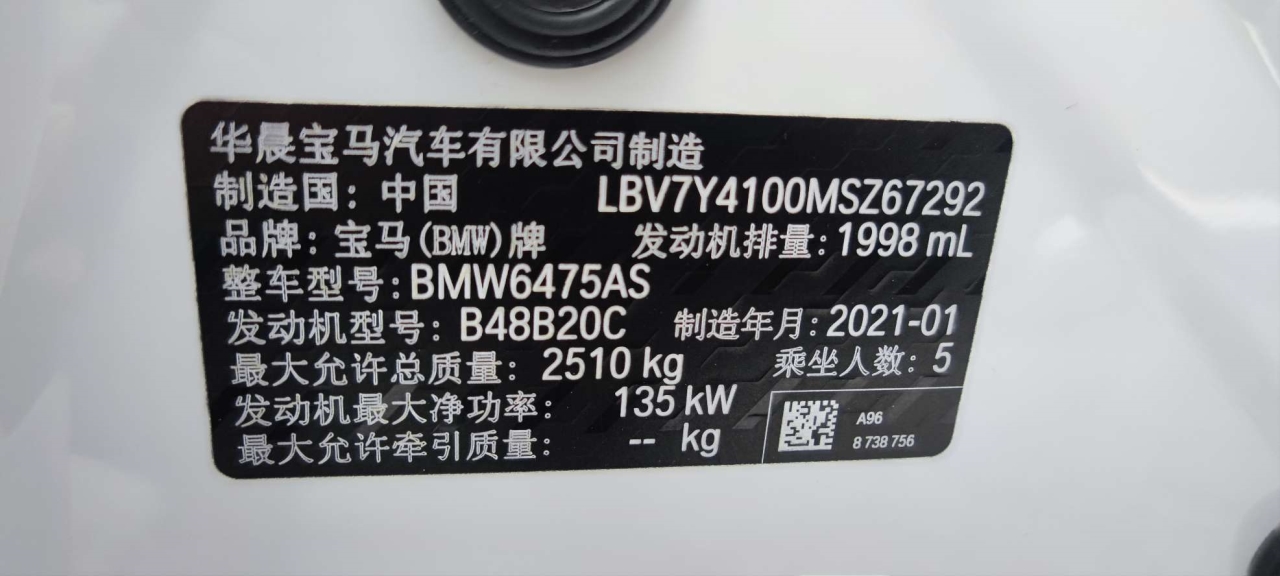 华晨宝马汽车有限公司制造
制造国：中国 LBV7Y4100MSZ67292
品牌：宝马(BMW)牌 发动机排量：1998 mL
整车型号：BMW6475AS
发动机型号：B48B20C 制造年月：2021-01
最大允许总质量：2510 kg 乘坐人数：5
发动机最大净功率：135 kW
最大允许牵引质量：-- kg
A96
8 738 756